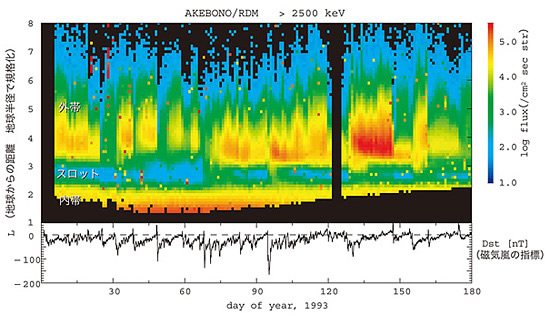 AKEBONO/RDM > 2500 keV
8
7
6
5
4
3
2
1
L (地球からの距離 地球半径で規格化)
外帯
スロット
内帯
5.0
4.0
3.0
2.0
1.0
log flux(/cm² sec str)
0
−100
−200
Dst [nT]
(磁気嵐の指標)
30 60 90 120 150 180
day of year, 1993